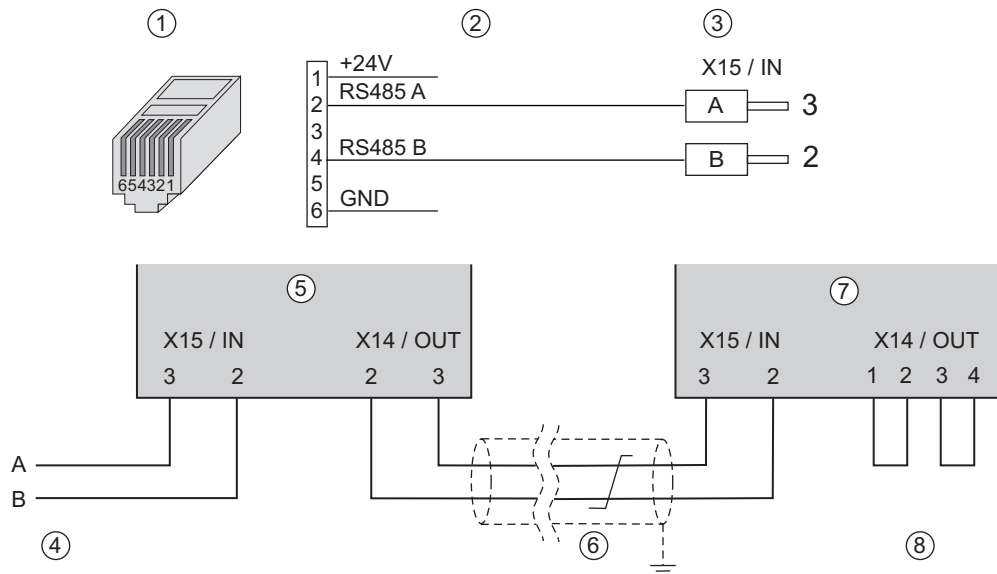 ① ② ③
+24V
X15 / IN
1
RS485 A
2
A 3
3
RS485 B
4
B 2
654321
5
GND
6
⑤ ⑦
X15 / IN X14 / OUT X15 / IN X14 / OUT
3 2 2 3 3 2 1 2 3 4
A
B
④ ⑥ ⑧